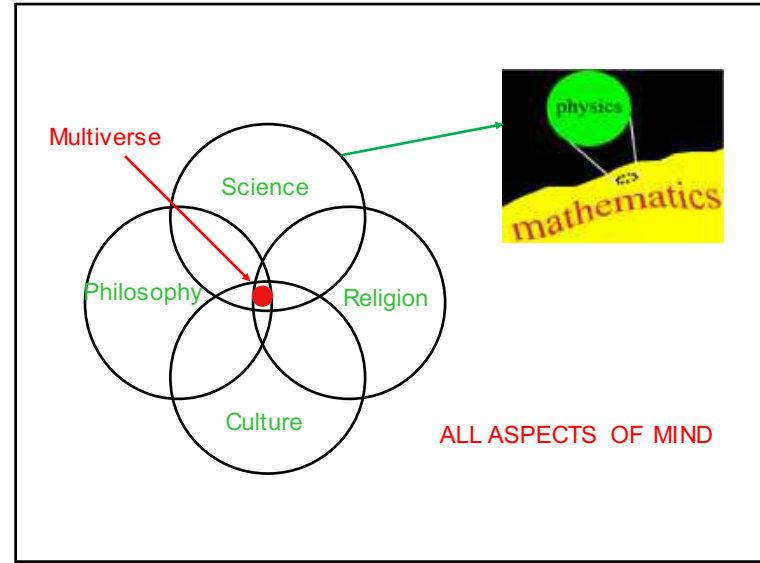 physics
Multiverse
Science
mathematics
Philosophy
Religion
Culture
ALL ASPECTS OF MIND